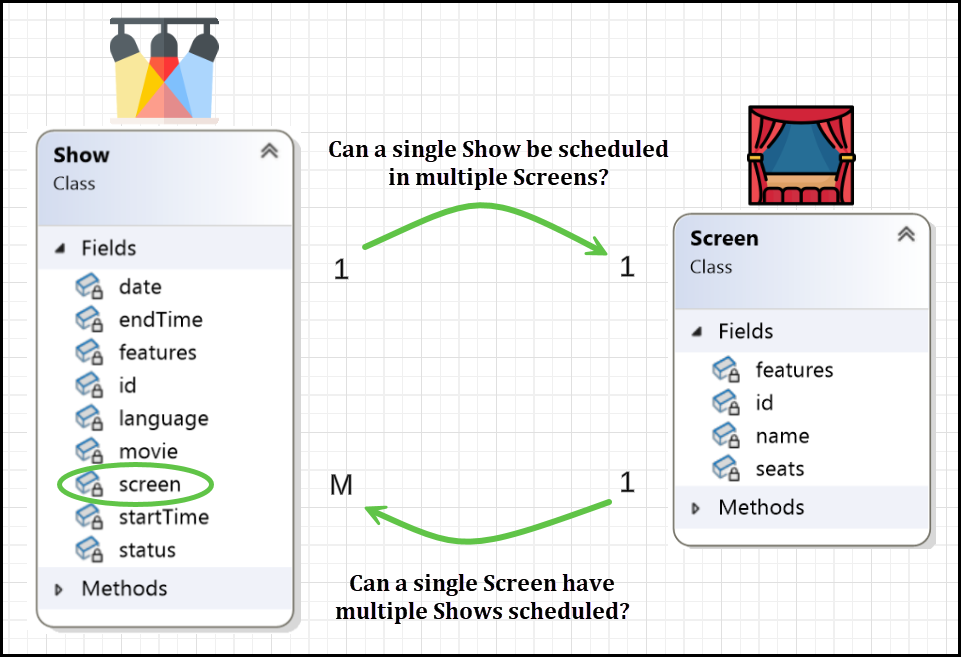 Show
Class
Fields
date
endTime
features
id
language
movie
screen
startTime
status
Methods
Can a single Show be scheduled
in multiple Screens?
1
1
M
1
Can a single Screen have
multiple Shows scheduled?
Screen
Class
Fields
features
id
name
seats
Methods